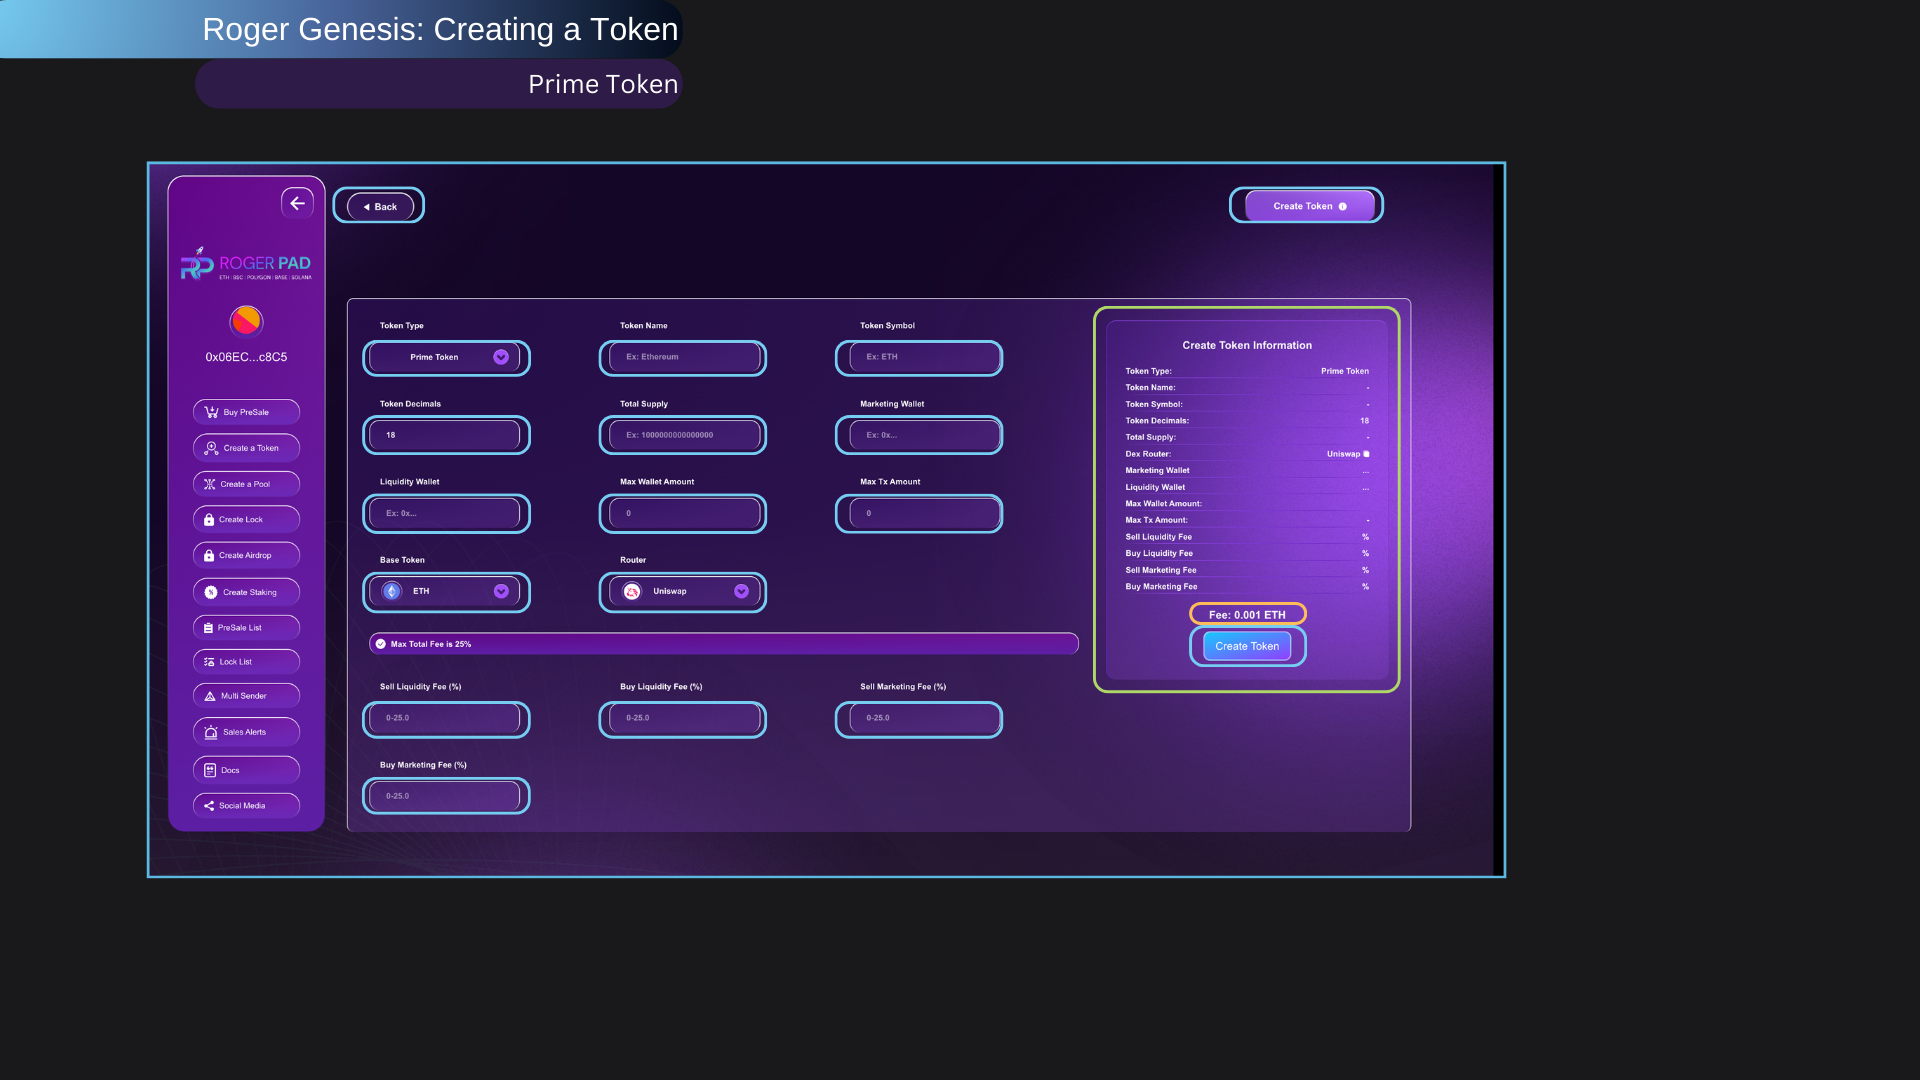 Roger Genesis: Creating a Token
Prime Token
Back
Create Token
ROGER PAD
ETH | BSC | POLYGON | BASE | SOLANA
0x06EC...c8C5
Buy PreSale
Create a Token
Create a Pool
Create Lock
Create Airdrop
Create Staking
PreSale List
Lock List
Multi Sender
Sales Alerts
Docs
Social Media
Token Type
Token Name
Token Symbol
Prime Token
Ex: Ethereum
Ex: ETH
Token Decimals
Total Supply
Marketing Wallet
18
Ex: 1000000000000000
Ex: 0x...
Liquidity Wallet
Max Wallet Amount
Max Tx Amount
Ex: 0x...
0
0
Base Token
Router
ETH
Uniswap
Max Total Fee is 25%
Sell Liquidity Fee (%)
Buy Liquidity Fee (%)
Sell Marketing Fee (%)
0-25.0
0-25.0
0-25.0
Buy Marketing Fee (%)
0-25.0
Create Token Information
Token Type: Prime Token
Token Name: -
Token Symbol: -
Token Decimals: 18
Total Supply: -
Dex Router: Uniswap
Marketing Wallet ...
Liquidity Wallet ...
Max Wallet Amount:
Max Tx Amount: -
Sell Liquidity Fee %
Buy Liquidity Fee %
Sell Marketing Fee %
Buy Marketing Fee %
Fee: 0.001 ETH
Create Token